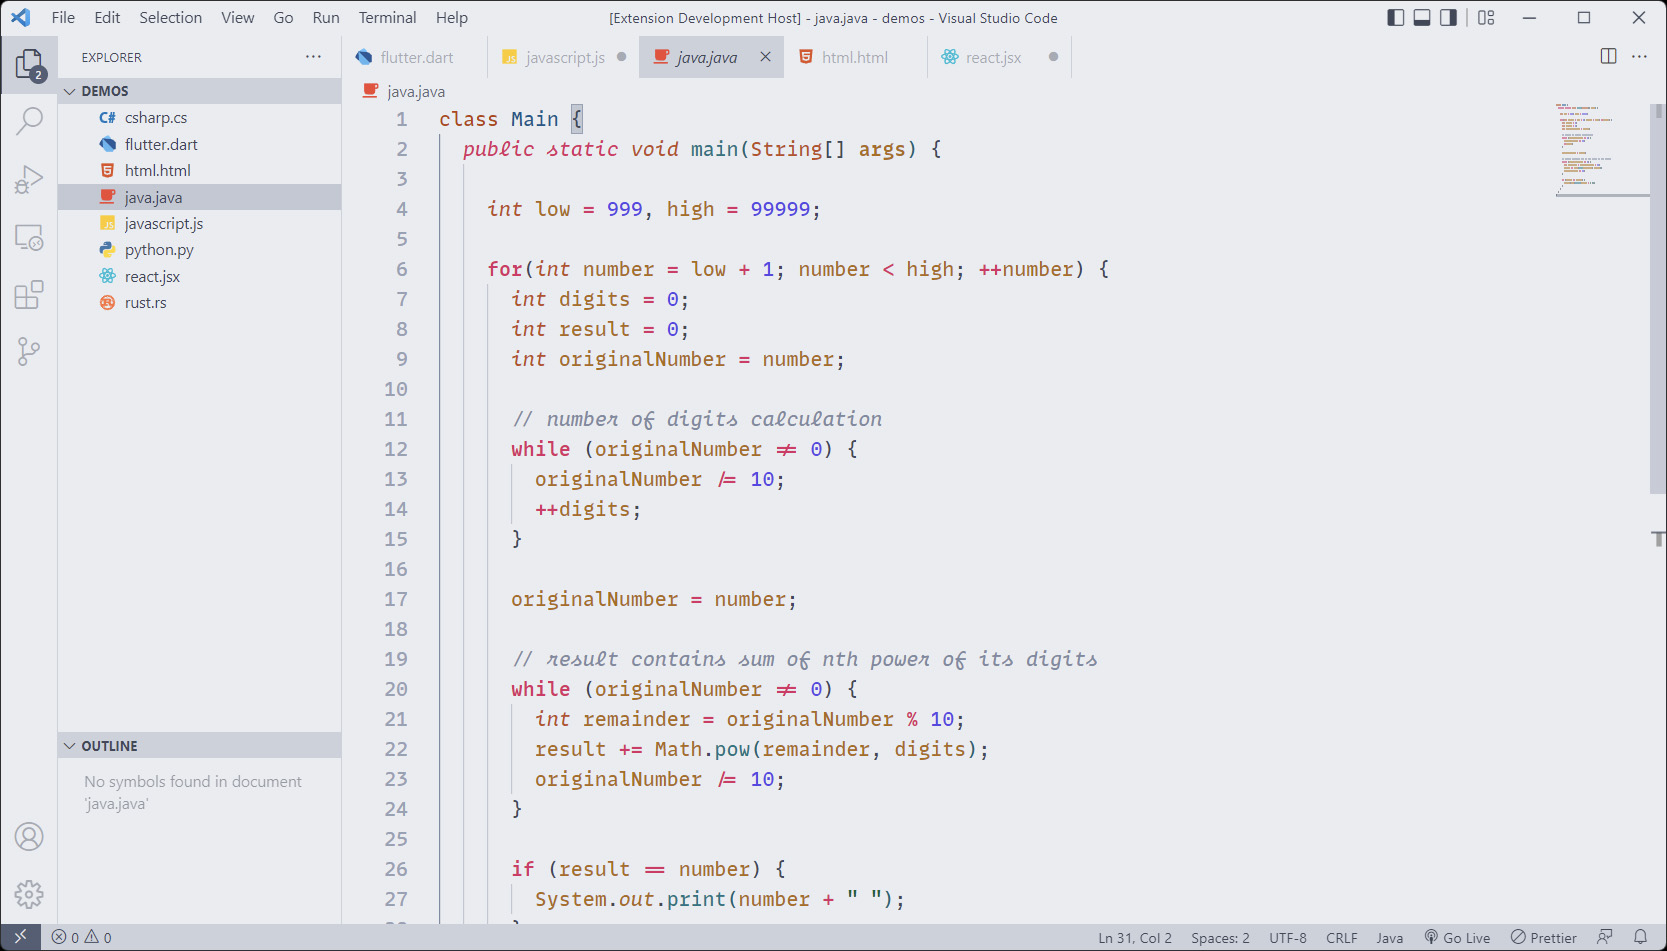 File Edit Selection View Go Run Terminal Help
[Extension Development Host] - java.java - demos - Visual Studio Code
2
EXPLORER
DEMOS
C# csharp.cs
flutter.dart
html.html
java.java
JS javascript.js
python.py
react.jsx
rust.rs
OUTLINE
No symbols found in document
'java.java'
flutter.dart JS javascript.js java.java html.html react.jsx
java.java
1 class Main {
2 public static void main(String[] args) {
3
4 int low = 999, high = 99999;
5
6 for(int number = low + 1; number < high; ++number) {
7 int digits = 0;
8 int result = 0;
9 int originalNumber = number;
10
11 // number of digits calculation
12 while (originalNumber != 0) {
13 originalNumber /= 10;
14 ++digits;
15 }
16
17 originalNumber = number;
18
19 // result contains sum of nth power of its digits
20 while (originalNumber != 0) {
21 int remainder = originalNumber % 10;
22 result += Math.pow(remainder, digits);
23 originalNumber /= 10;
24 }
25
26 if (result == number) {
27 System.out.print(number + " ");
0 0 Ln 31, Col 2 Spaces: 2 UTF-8 CRLF Java Go Live Prettier